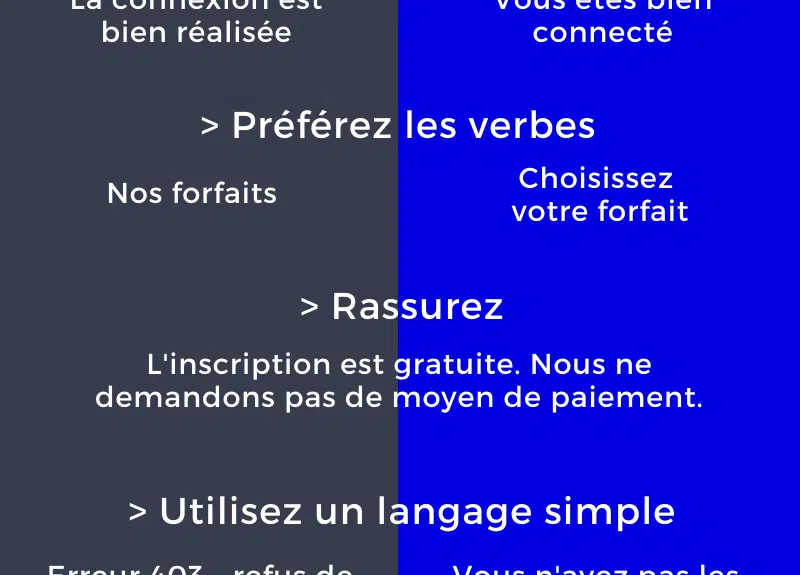 La connexion est
bien réalisée
Vous êtes bien
connecté
> Préférez les verbes
Nos forfaits
Choisissez
votre forfait
> Rassurez
L'inscription est gratuite. Nous ne
demandons pas de moyen de paiement.
> Utilisez un langage simple
Erreur 403 - refus de
Vous n'avez pas les